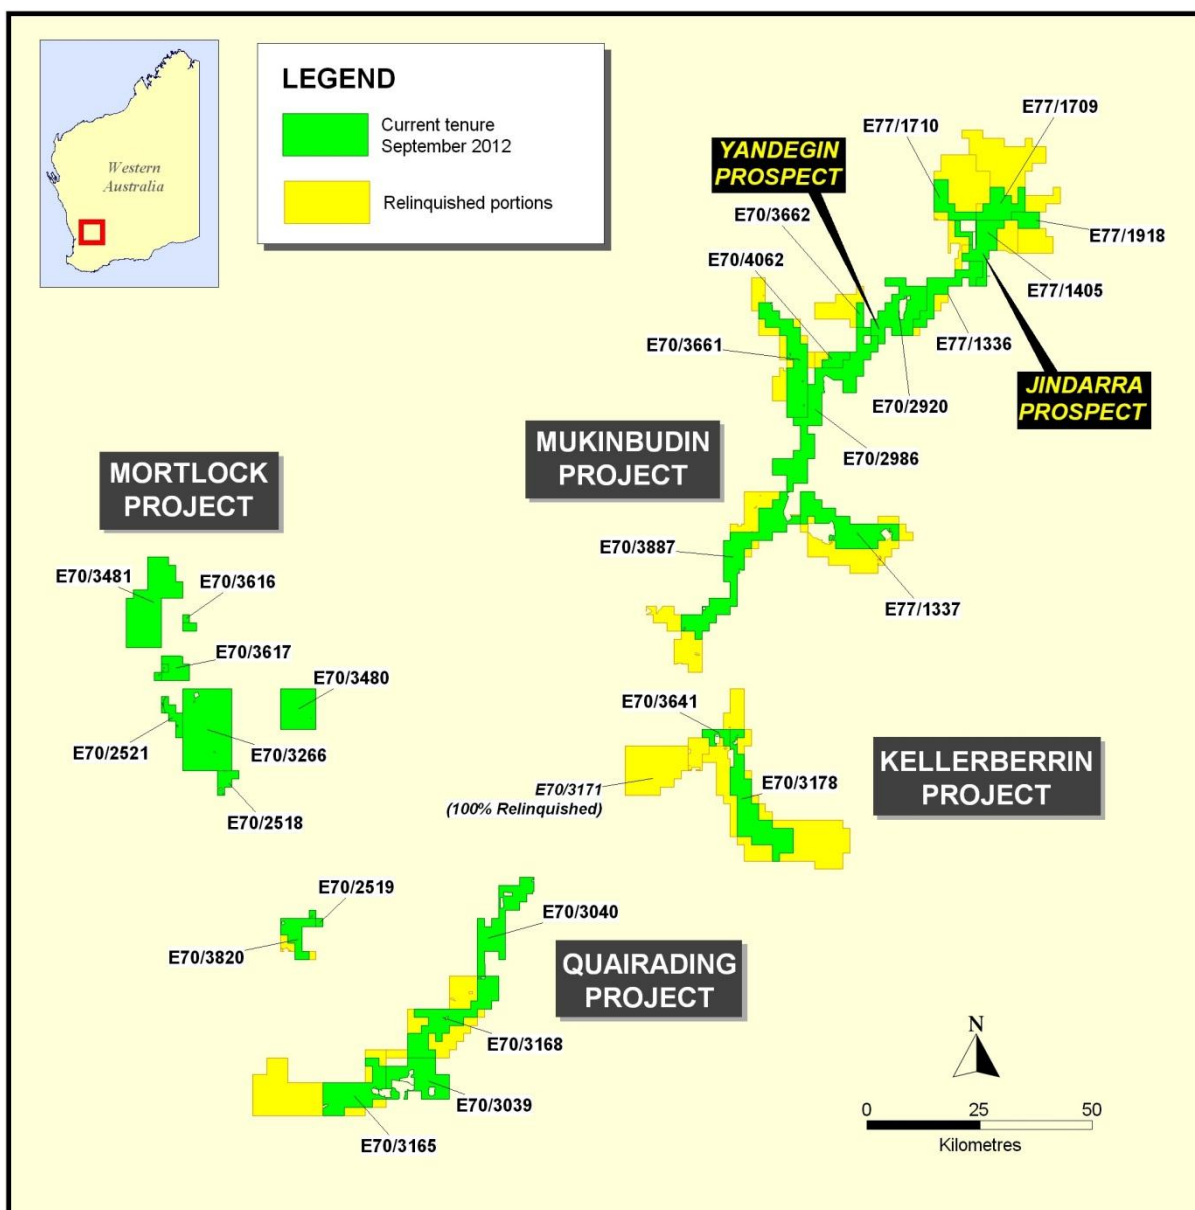 Western
Australia
LEGEND
Current tenure
September 2012
Relinquished portions
YANDEGIN
PROSPECT
E77/1710
E77/1709
E70/3662
E77/1918
E70/4062
E77/1405
E70/3661
E77/1336
JINDARRA
PROSPECT
E70/2920
MUKINBUDIN
PROJECT
E70/2986
MORTLOCK
PROJECT
E70/3887
E70/3481
E70/3616
E77/1337
E70/3617
E70/3480
E70/3641
E70/2521
E70/3266
KELLERBERRIN
PROJECT
E70/3171
(100% Relinquished)
E70/3178
E70/2518
E70/2519
E70/3040
E70/3820
QUAIRADING
PROJECT
E70/3168
N
E70/3039
E70/3165
0 25 50
Kilometres